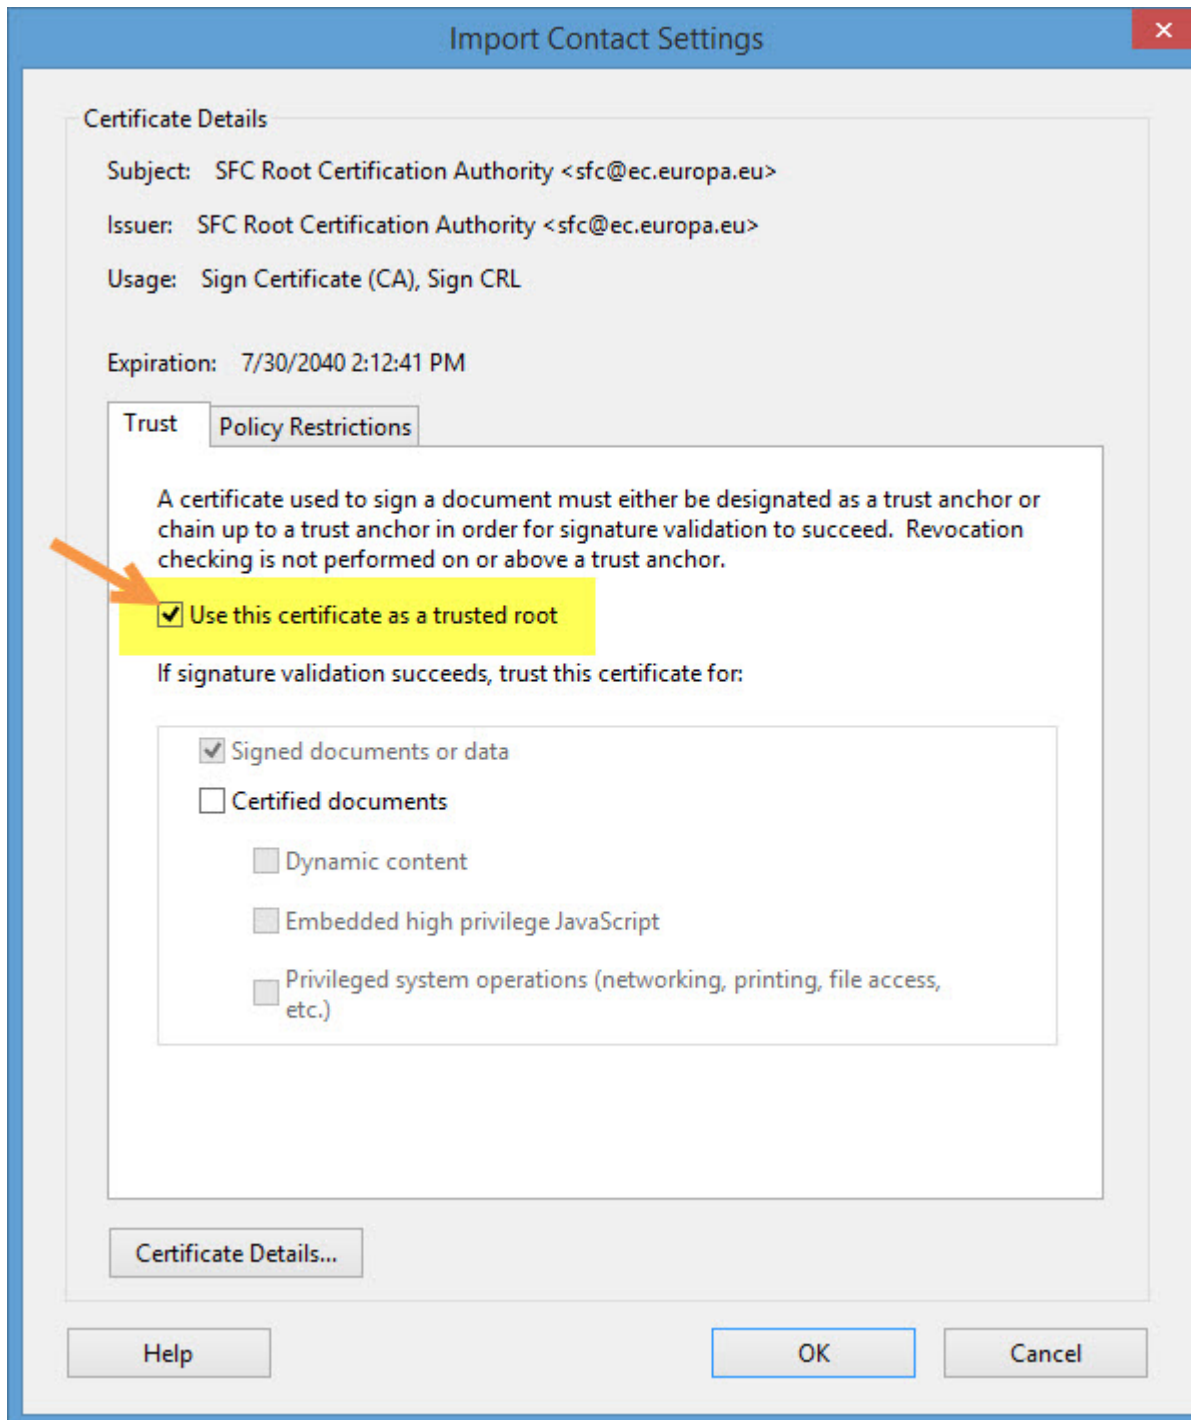 Import Contact Settings
Certificate Details
Subject: SFC Root Certification Authority <sfc@ec.europa.eu>
Issuer: SFC Root Certification Authority <sfc@ec.europa.eu>
Usage: Sign Certificate (CA), Sign CRL
Expiration: 7/30/2040 2:12:41 PM
Trust
Policy Restrictions
A certificate used to sign a document must either be designated as a trust anchor or
chain up to a trust anchor in order for signature validation to succeed. Revocation
checking is not performed on or above a trust anchor.
Use this certificate as a trusted root
If signature validation succeeds, trust this certificate for:
Signed documents or data
Certified documents
Dynamic content
Embedded high privilege JavaScript
Privileged system operations (networking, printing, file access,
etc.)
Certificate Details...
Help
OK
Cancel